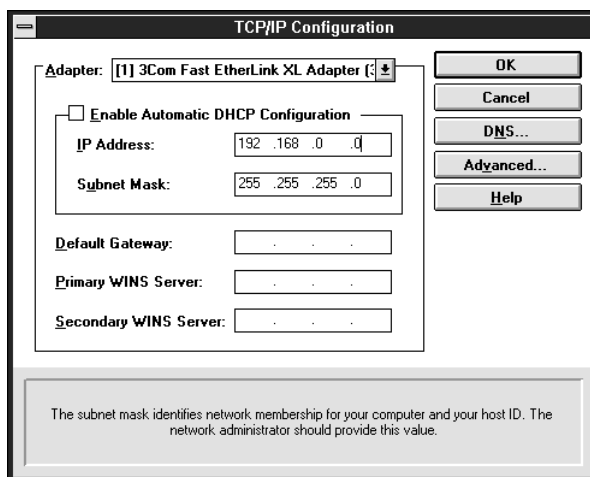 TCP/IP Configuration
Adapter: [1] 3Com Fast EtherLink XL Adapter (3
Enable Automatic DHCP Configuration
IP Address: 192 .168 .0 .0
Subnet Mask: 255 .255 .255 .0
Default Gateway: . . .
Primary WINS Server: . . .
Secondary WINS Server: . . .
OK
Cancel
DNS...
Advanced...
Help
The subnet mask identifies network membership for your computer and your host ID. The
network administrator should provide this value.